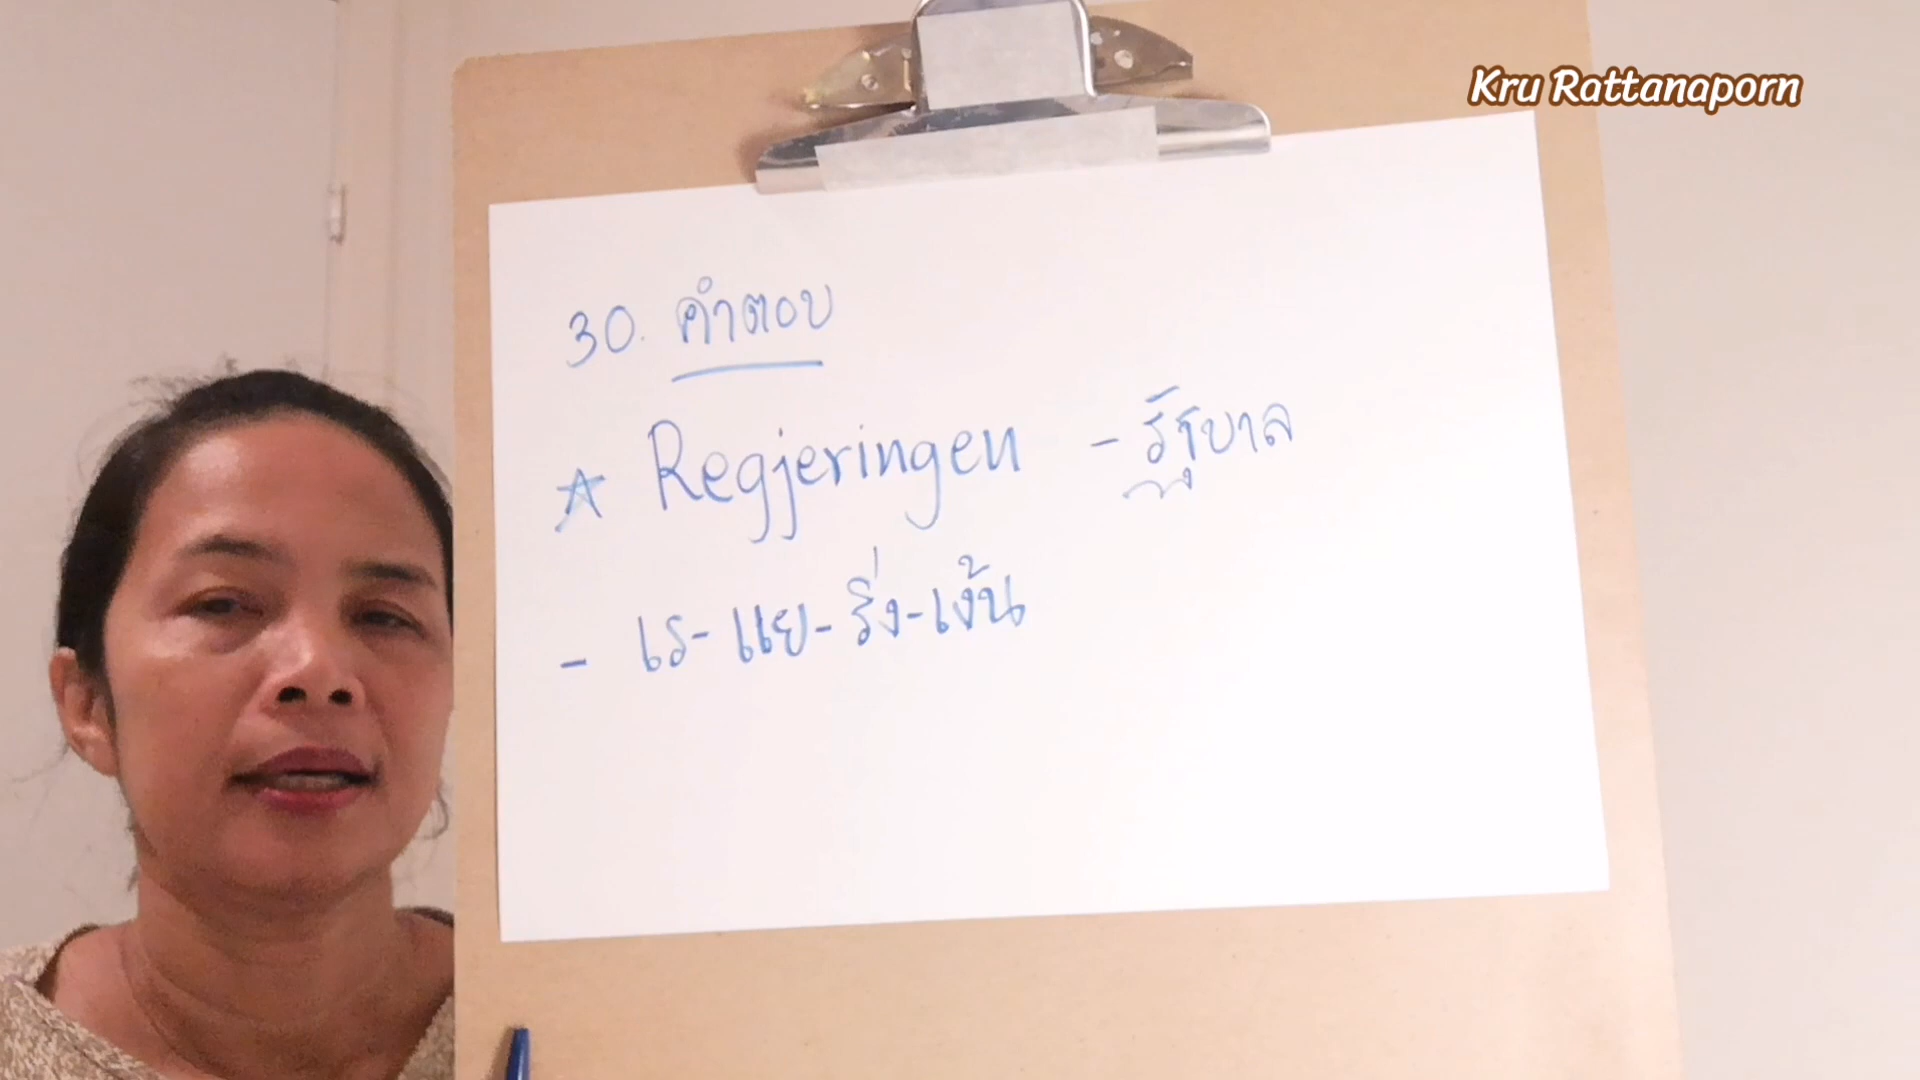 Kru Rattanaporn
30. คำตอบ
☆ Regjeringen - รัฐบาล
- เร-แย-ริ่ง-เง้น